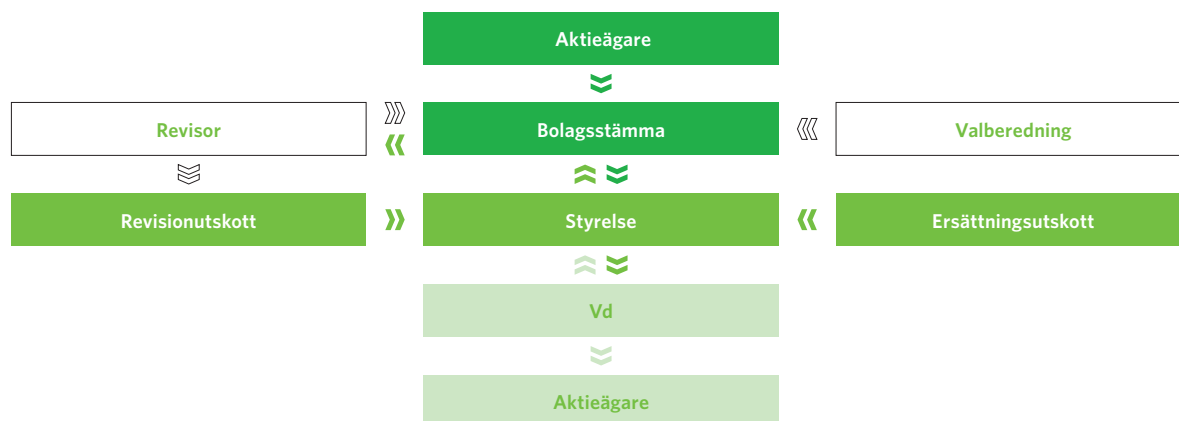 Aktieägare
Revisor
Bolagsstämma
Valberedning
Revisionutskott
Styrelse
Ersättningsutskott
Vd
Aktieägare